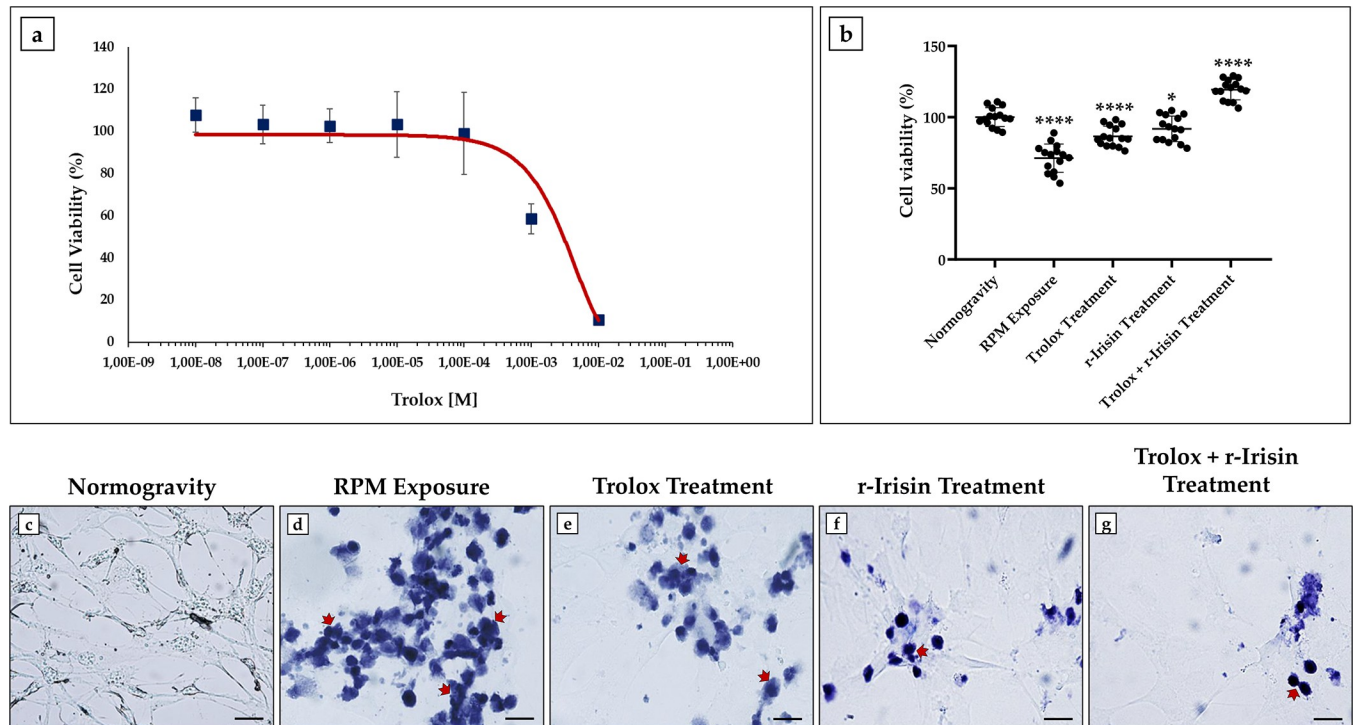 a
140
120
100
80
60
40
20
0
Cell Viability (%)
1,00E-09 1,00E-08 1,00E-07 1,00E-06 1,00E-05 1,00E-04 1,00E-03 1,00E-02 1,00E-01 1,00E+00
Trolox [M]
b
150
100
50
0
Cell viability (%)
****
****
*
****
Normogravity
RPM Exposure
Trolox Treatment
r-Irisin Treatment
Trolox + r-Irisin Treatment
Normogravity
RPM Exposure
Trolox Treatment
r-Irisin Treatment
Trolox + r-Irisin
Treatment
c
d
e
f
g